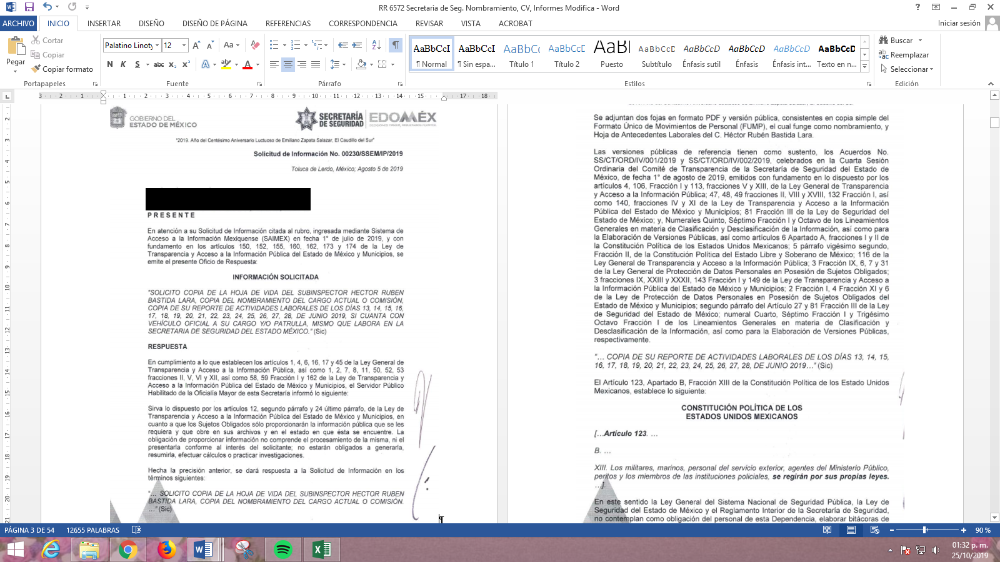 RR 6572 Secretaria de Seg. Nombramiento, CV, Informes Modifica - Word
ARCHIVO INICIO INSERTAR DISEÑO DISEÑO DE PÁGINA REFERENCIAS CORRESPONDENCIA REVISAR VISTA ACROBAT Iniciar sesión
Pegar
Cortar
Copiar
Copiar formato
Portapapeles
Palatino Linoty 12
N K S abc x₂ x²
Fuente
Párrafo
AaBbCcI AaBbCcI AaBbCc AaBbCcD AaBI AaBbCcD AaBbCcD AaBbCcD AaBbCcD AaBbCcD
¶ Normal ¶ Sin espa... Título 1 Título 2 Puesto Subtítulo Énfasis sutil Énfasis Énfasis int... Texto en n...
Estilos
Buscar
Reemplazar
Seleccionar
Edición
GOBIERNO DEL
ESTADO DE MÉXICO
SECRETARÍA
DE SEGURIDAD
EDOMÉX
DECISIONES FIRMES, RESULTADOS FUERTES.
"2019. Año del Centésimo Aniversario Luctuoso de Emiliano Zapata Salazar, El Caudillo del Sur"
Solicitud de Información No. 00230/SSEM/IP/2019
Toluca de Lerdo, México; Agosto 5 de 2019
P R E S E N T E
En atención a su Solicitud de Información citada al rubro, ingresada mediante Sistema de
Acceso a la Información Mexiquense (SAIMEX) en fecha 1° de julio de 2019, y con
fundamento en los artículos 150, 152, 155, 160, 162, 173 y 174 de la Ley de
Transparencia y Acceso a la Información Pública del Estado de México y Municipios, se
emite el presente Oficio de Respuesta:
INFORMACIÓN SOLICITADA
"SOLICITO COPIA DE LA HOJA DE VIDA DEL SUBINSPECTOR HECTOR RUBEN
BASTIDA LARA, COPIA DEL NOMBRAMIENTO DEL CARGO ACTUAL O COMISIÓN,
COPIA DE SU REPORTE DE ACTIVIDADES LABORALES DE LOS DÍAS 13, 14, 15, 16,
17, 18, 19, 20, 21, 22, 23, 24, 25, 26, 27, 28, DE JUNIO 2019, SI CUANTA CON
VEHÍCULO OFICIAL A SU CARGO Y/O PATRULLA, MISMO QUE LABORA EN LA
SECRETARIA DE SEGURIDAD DEL ESTADO MÉXICO." (Sic)
RESPUESTA
En cumplimiento a lo que establecen los artículos 1, 4, 6, 16, 17 y 45 de la Ley General de
Transparencia y Acceso a la Información Pública, así como 1, 2, 7, 8, 11, 50, 52, 53
fracciones II, V, VI y XII, así como 58, 59 Fracción I y 162 de la Ley de Transparencia y
Acceso a la Información Pública del Estado de México y Municipios, el Servidor Público
Habilitado de la Oficialía Mayor de esta Secretaría informó lo siguiente:
Sirva lo dispuesto por los artículos 12, segundo párrafo y 24 último párrafo, de la Ley de
Transparencia y Acceso a la Información Pública del Estado de México y Municipios, en
cuanto a que los Sujetos Obligados sólo proporcionarán la información pública que se les
requiera y que obre en sus archivos y en el estado en que ésta se encuentre. La
obligación de proporcionar información no comprende el procesamiento de la misma, ni el
presentarla conforme al interés del solicitante; no estarán obligados a generarla,
resumirla, efectuar cálculos o practicar investigaciones.
Hecha la precisión anterior, se dará respuesta a la Solicitud de Información en los
términos siguientes:
"... SOLICITO COPIA DE LA HOJA DE VIDA DEL SUBINSPECTOR HECTOR RUBEN
BASTIDA LARA, COPIA DEL NOMBRAMIENTO DEL CARGO ACTUAL O COMISIÓN.
..." (Sic)
Se adjuntan dos fojas en formato PDF y versión pública, consistentes en copia simple del
Formato Único de Movimientos de Personal (FUMP), el cual funge como nombramiento, y
Hoja de Antecedentes Laborales del C. Héctor Rubén Bastida Lara.
Las versiones públicas de referencia tienen como sustento, los Acuerdos No.
SS/CT/ORD/IV/001/2019 y SS/CT/ORD/IV/002/2019, celebrados en la Cuarta Sesión
Ordinaria del Comité de Transparencia de la Secretaría de Seguridad del Estado de
México, de fecha 1° de agosto de 2019, emitidos con fundamento en lo dispuesto por los
artículos 4, 106, Fracción I y 113, fracciones V y XIII, de la Ley General de Transparencia
y Acceso a la Información Pública; 47, 48, 49 fracciones II, VIII y XVIII, 132 Fracción I, así
como 140, fracciones IV y XI de la Ley de Transparencia y Acceso a la Información
Pública del Estado de México y Municipios; 81 Fracción III de la Ley de Seguridad del
Estado de México; y, Numerales Quinto, Séptimo Fracción I y Octavo de los Lineamientos
Generales en materia de Clasificación y Desclasificación de la Información, así como para
la Elaboración de Versiones Públicas, así como artículos 6 Apartado A, fracciones I y II de
la Constitución Política de los Estados Unidos Mexicanos; 5 párrafo vigésimo segundo,
Fracción II, de la Constitución Política del Estado Libre y Soberano de México; 116 de la
Ley General de Transparencia y Acceso a la Información Pública; 3 Fracción IX, 6, 7 y 31
de la Ley General de Protección de Datos Personales en Posesión de Sujetos Obligados;
3 fracciones IX, XXIII y XXXII, 143 Fracción I y 149 de la Ley de Transparencia y Acceso a
la Información Pública del Estado de México y Municipios; 2 Fracción I, 4 Fracción XI y 6
de la Ley de Protección de Datos Personales en Posesión de Sujetos Obligados del
Estado de México y Municipios; segundo párrafo del Artículo 27 y 81 Fracción III de la Ley
de Seguridad del Estado de México; numeral Cuarto, Séptimo Fracción I y Trigésimo
Octavo Fracción I de los Lineamientos Generales en materia de Clasificación y
Desclasificación de la Información, así como para la Elaboración de Versiones Públicas,
respectivamente.
"... COPIA DE SU REPORTE DE ACTIVIDADES LABORALES DE LOS DÍAS 13, 14, 15,
16, 17, 18, 19, 20, 21, 22, 23, 24, 25, 26, 27, 28, DE JUNIO 2019..." (Sic)
El Artículo 123, Apartado B, Fracción XIII de la Constitución Política de los Estados Unidos
Mexicanos, establece lo siguiente:
CONSTITUCIÓN POLÍTICA DE LOS
ESTADOS UNIDOS MEXICANOS
[...Artículo 123. ...
B. ...
XIII. Los militares, marinos, personal del servicio exterior, agentes del Ministerio Público,
peritos y los miembros de las instituciones policiales, se regirán por sus propias leyes.
...].
En este sentido la Ley General del Sistema Nacional de Seguridad Pública, la Ley de
Seguridad del Estado de México y el Reglamento Interior de la Secretaría de Seguridad,
no contemplan como obligación del personal de esta Dependencia, elaborar bitácoras de
PÁGINA 3 DE 54 12655 PALABRAS 90 %
01:32 p. m.
25/10/2019